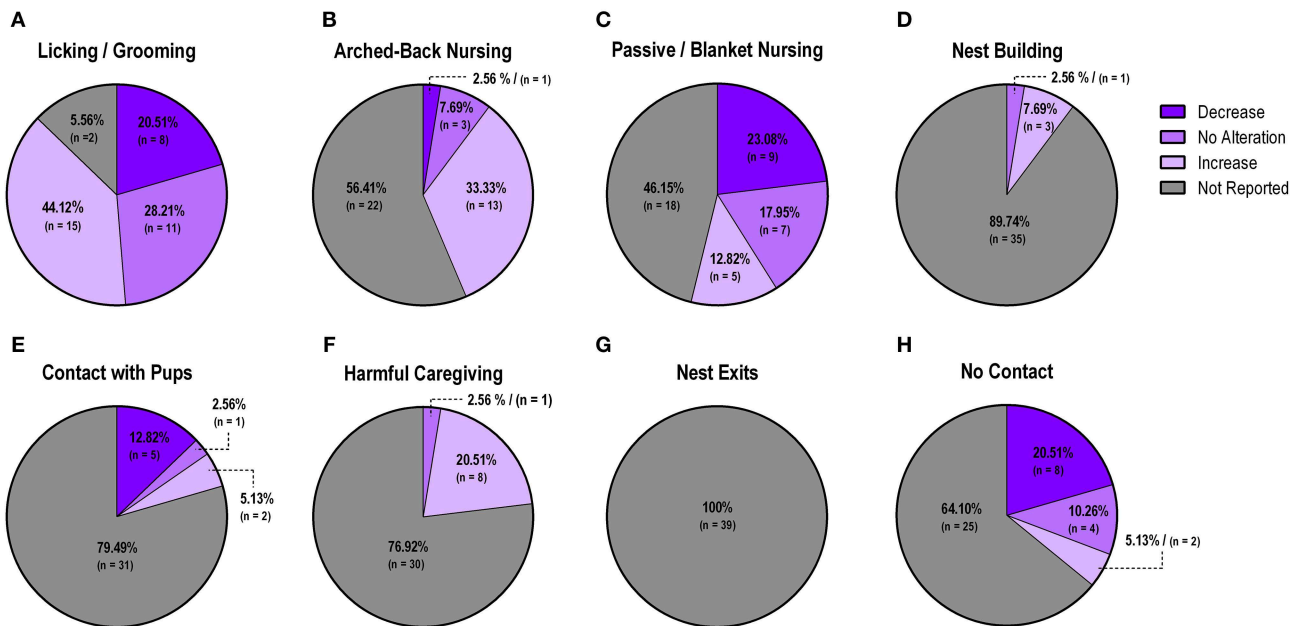 A
Licking / Grooming
5.56%
(n =2)
20.51%
(n = 8)
44.12%
(n = 15)
28.21%
(n = 11)
B
Arched-Back Nursing
2.56 % / (n = 1)
7.69%
(n = 3)
56.41%
(n = 22)
33.33%
(n = 13)
C
Passive / Blanket Nursing
23.08%
(n = 9)
46.15%
(n = 18)
17.95%
(n = 7)
12.82%
(n = 5)
D
Nest Building
2.56 % / (n = 1)
7.69%
(n = 3)
89.74%
(n = 35)
Decrease
No Alteration
Increase
Not Reported
E
Contact with Pups
2.56%
(n = 1)
12.82%
(n = 5)
5.13%
(n = 2)
79.49%
(n = 31)
F
Harmful Caregiving
2.56 % / (n = 1)
20.51%
(n = 8)
76.92%
(n = 30)
G
Nest Exits
100%
(n = 39)
H
No Contact
20.51%
(n = 8)
64.10%
(n = 25)
10.26%
(n = 4)
5.13% / (n = 2)